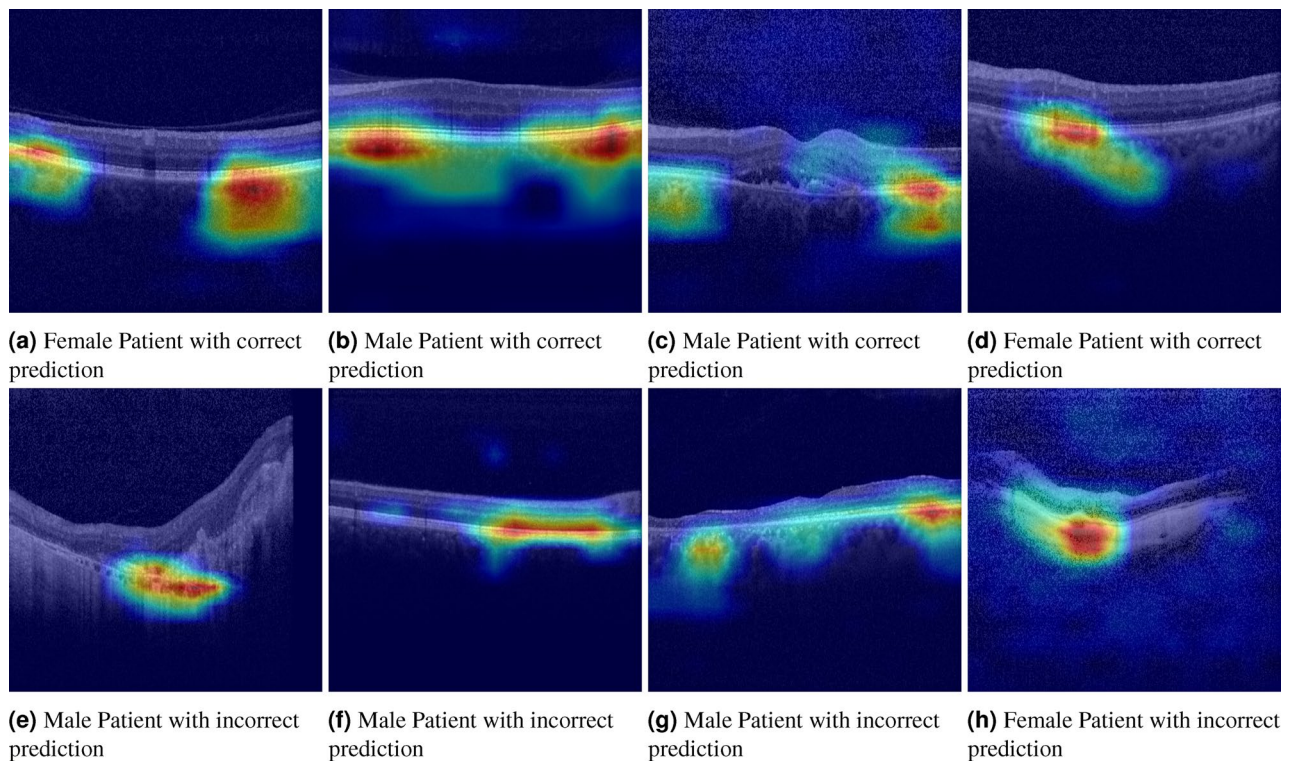 (a) Female Patient with correct
prediction
(b) Male Patient with correct
prediction
(c) Male Patient with correct
prediction
(d) Female Patient with correct
prediction
(e) Male Patient with incorrect
prediction
(f) Male Patient with incorrect
prediction
(g) Male Patient with incorrect
prediction
(h) Female Patient with incorrect
prediction